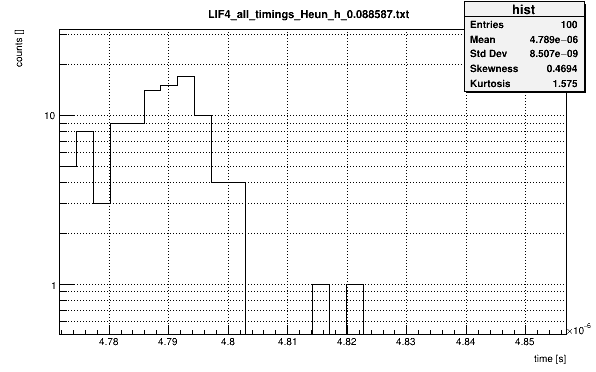 LIF4_all_timings_Heun_h_0.088587.txt
hist
Entries 100
Mean 4.789e−06
Std Dev 8.507e−09
Skewness 0.4694
Kurtosis 1.575
counts []
10
1
4.78 4.79 4.8 4.81 4.82 4.83 4.84 4.85
×10−6
time [s]